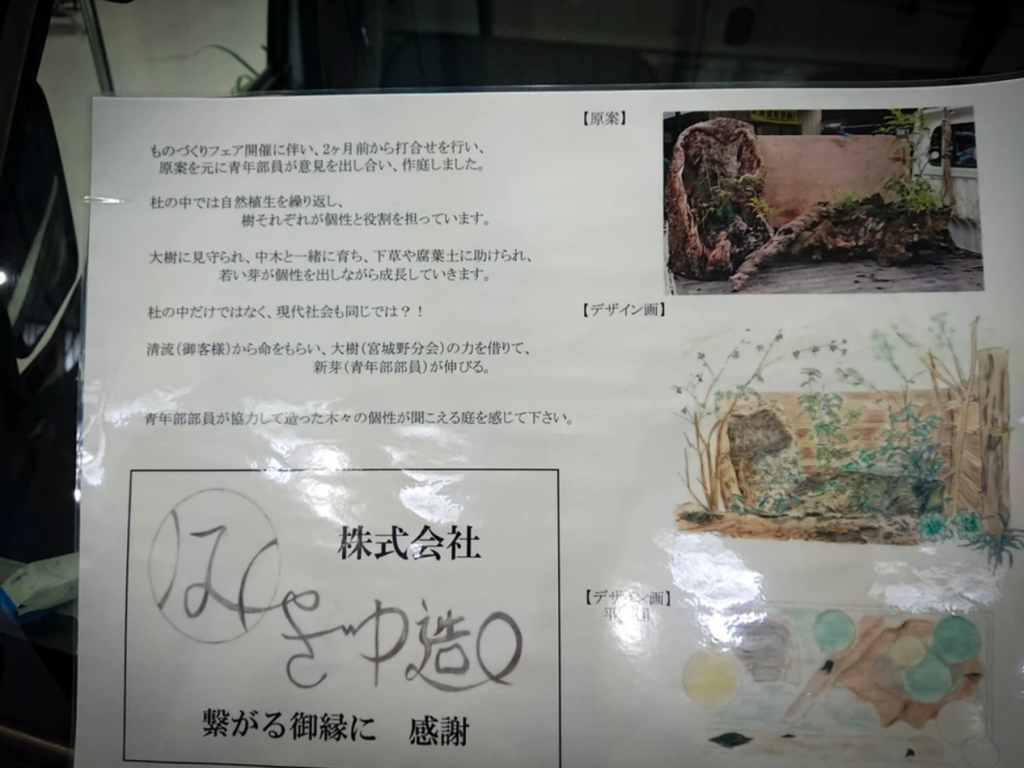 ものづくりフェア開催に伴い、2ヶ月前から打合せを行い、
原案を元に青年部員が意見を出し合い、作庭しました。
杜の中では自然植生を繰り返し、
樹それぞれが個性と役割を担っています。
大樹に見守られ、中木と一緒に育ち、下草や腐葉土に助けられ、
若い芽が個性を出しながら成長していきます。
杜の中だけではなく、現代社会も同じでは？！
清流(御客様)から命をもらい、大樹(宮城野分会)の力を借りて、
新芽(青年部部員)が伸びる。
青年部部員が協力して造った木々の個性が聞こえる庭を感じて下さい。
株式会社
造
繋がる御縁に 感謝
【原案】
【デザイン画】
【デザイン画】